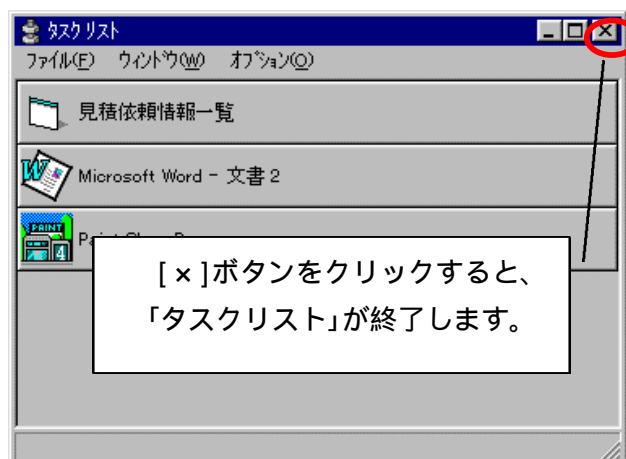 タスクリスト
ファイル(F) ウィンドウ(W) オプション(O)
見積依頼情報一覧
Microsoft Word - 文書 2
PAINT
4
[×]ボタンをクリックすると、
「タスクリスト」が終了します。